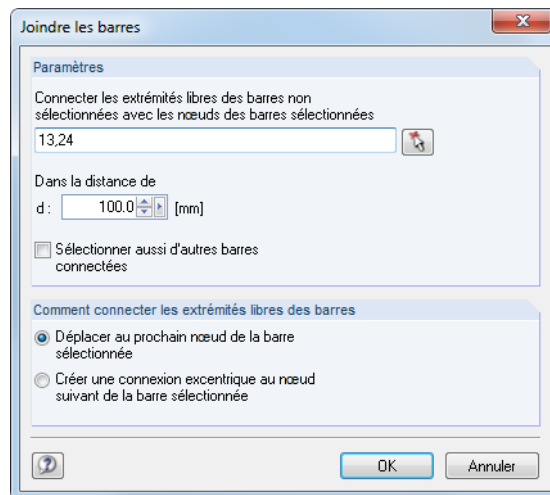 Joindre les barres
Paramètres
Connecter les extrémités libres des barres non
sélectionnées avec les nœuds des barres sélectionnées
13,24
Dans la distance de
d : 100.0 [mm]
Sélectionner aussi d'autres barres
connectées
Comment connecter les extrémités libres des barres
Déplacer au prochain nœud de la barre
sélectionnée
Créer une connexion excentrique au nœud
suivant de la barre sélectionnée
OK Annuler